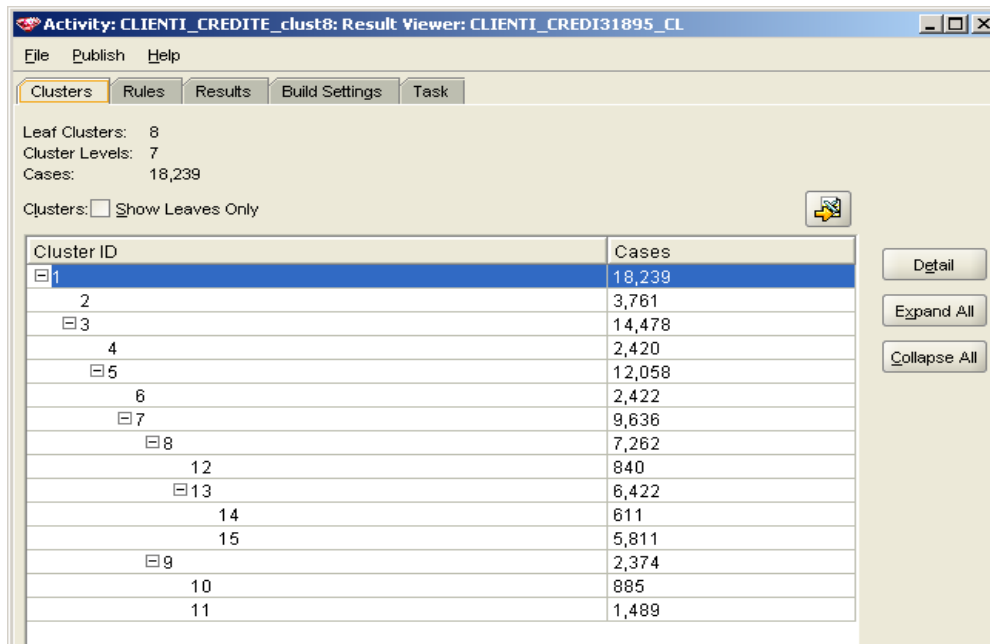 Activity: CLIENTI_CREDITE_clust8: Result Viewer: CLIENTI_CREDI31895_CL
File Publish Help
Clusters Rules Results Build Settings Task
Leaf Clusters: 8
Cluster Levels: 7
Cases: 18,239
Clusters: Show Leaves Only
Cluster ID Cases
1 18,239
2 3,761
3 14,478
4 2,420
5 12,058
6 2,422
7 9,636
8 7,262
12 840
13 6,422
14 611
15 5,811
9 2,374
10 885
11 1,489
Detail
Expand All
Collapse All